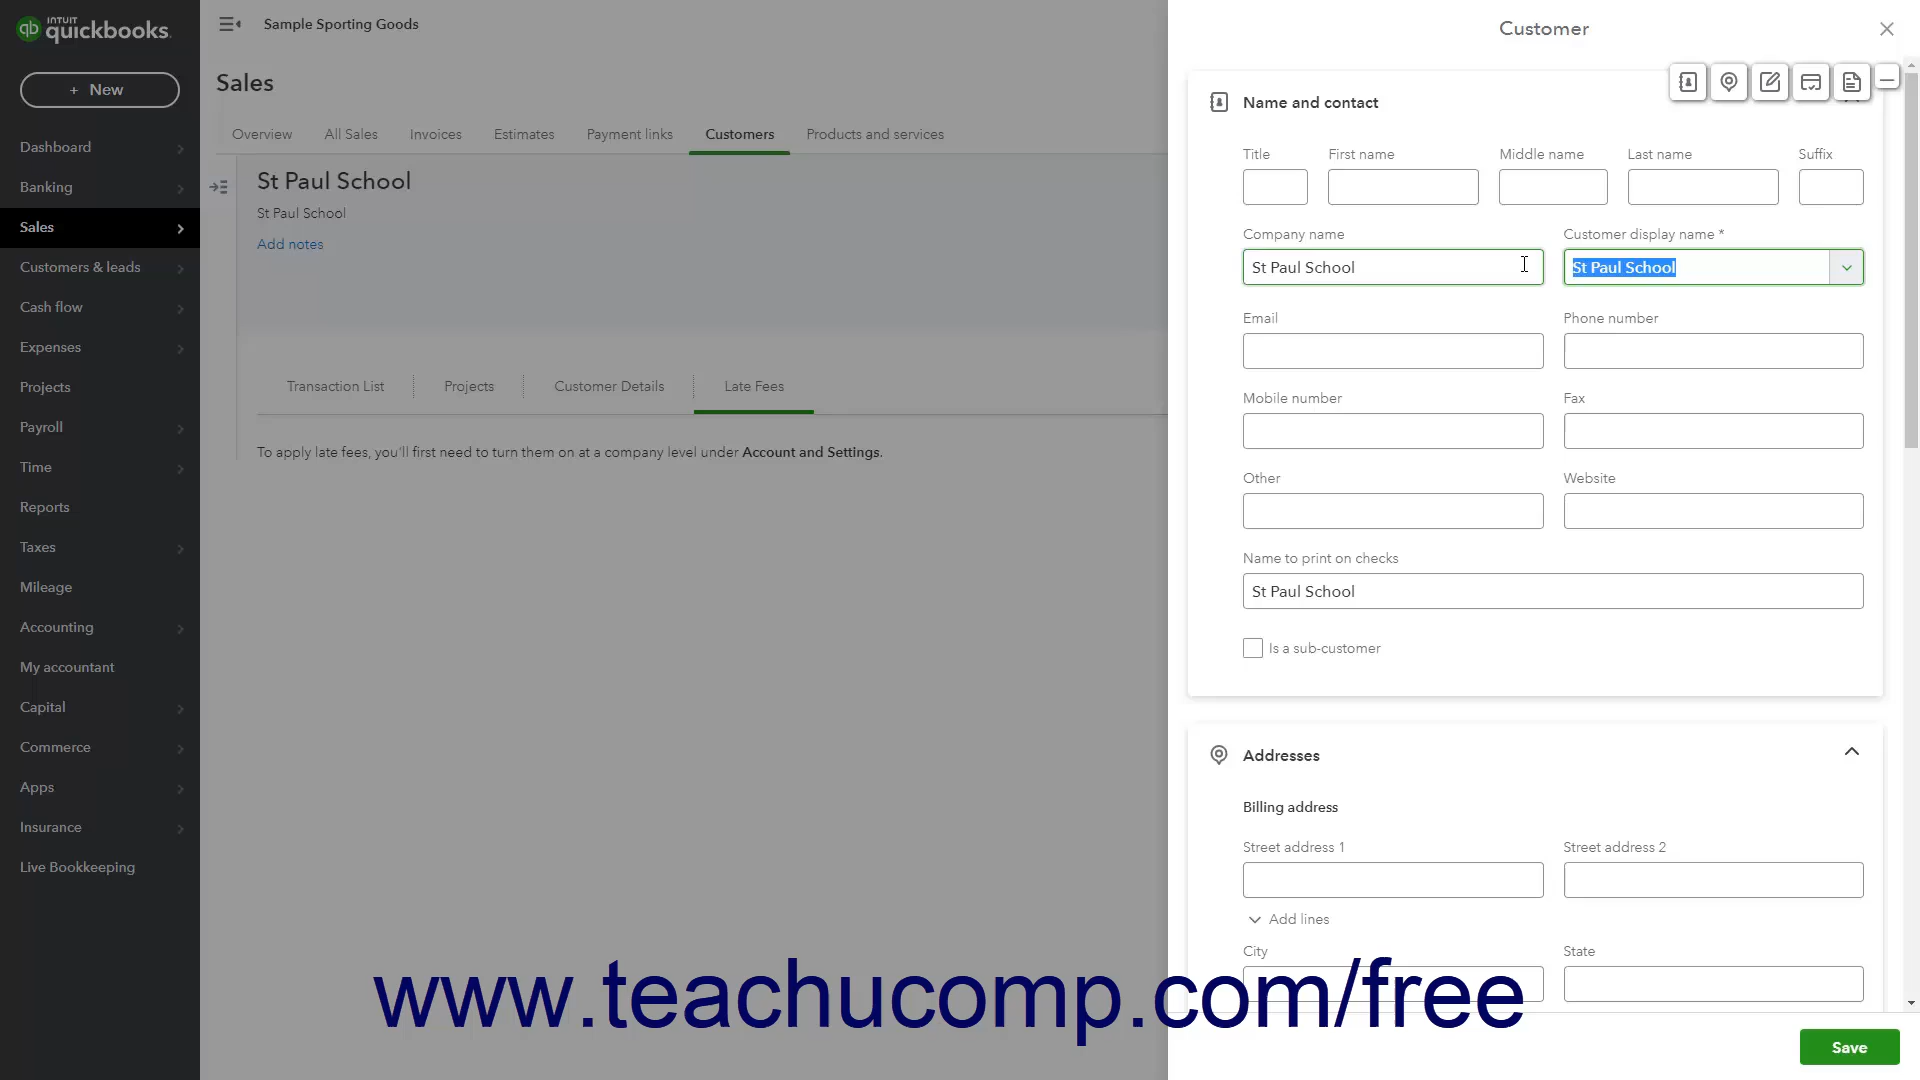 INTUIT
qb quickbooks.
+ New
Dashboard
Banking
Sales
Customers & leads
Cash flow
Expenses
Projects
Payroll
Time
Reports
Taxes
Mileage
Accounting
My accountant
Capital
Commerce
Apps
Insurance
Live Bookkeeping
Sample Sporting Goods
Sales
Overview All Sales Invoices Estimates Payment links Customers Products and services
St Paul School
St Paul School
Add notes
Transaction List Projects Customer Details Late Fees
To apply late fees, you'll first need to turn them on at a company level under Account and Settings.
Customer
Name and contact
Title First name Middle name Last name Suffix
Company name Customer display name *
St Paul School St Paul School
Email Phone number
Mobile number Fax
Other Website
Name to print on checks
St Paul School
Is a sub-customer
Addresses
Billing address
Street address 1 Street address 2
Add lines
City State
www.teachucomp.com/free
Save